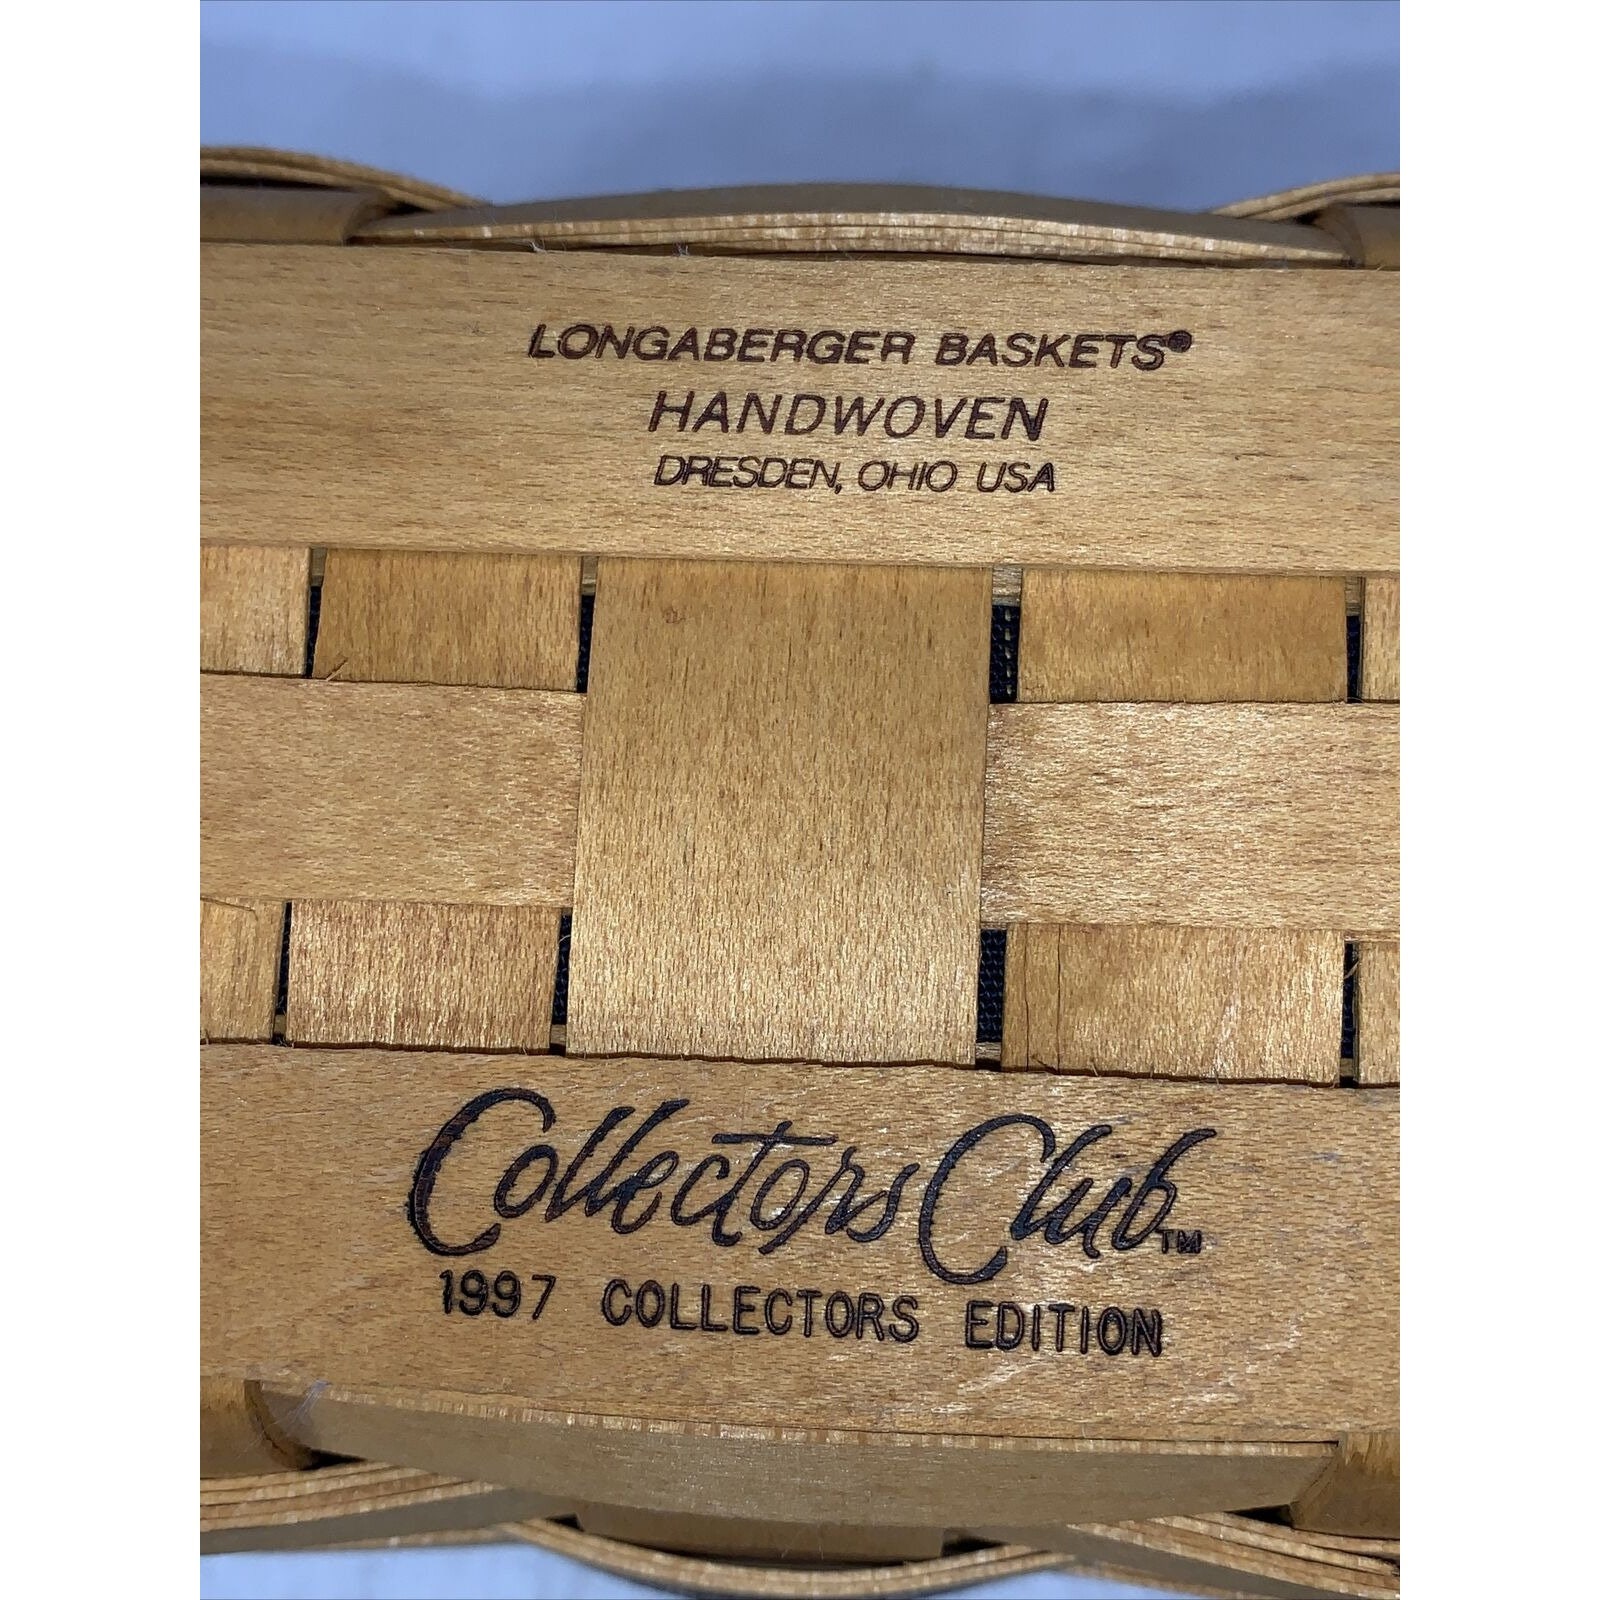 LONGABERGER BASKETS®
HANDWOVEN
DRESDEN, OHIO USA
Collectors Club™
1997 COLLECTORS EDITION